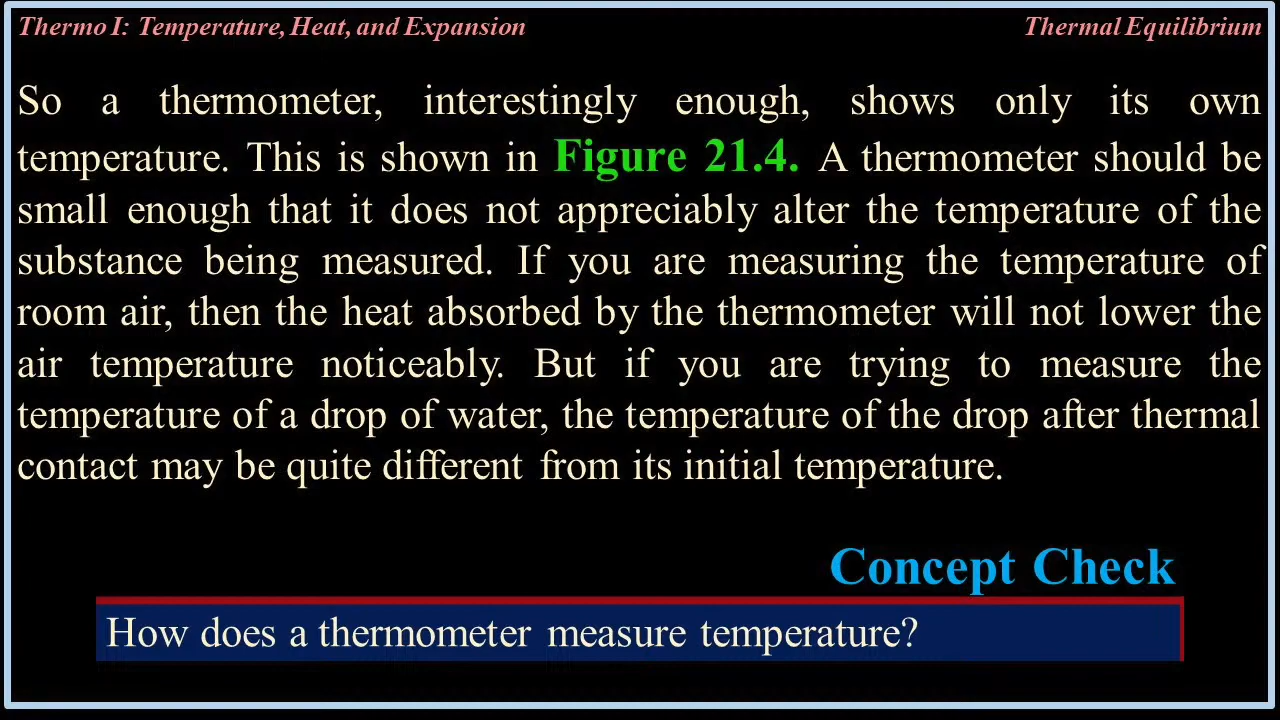 Thermo I: Temperature, Heat, and Expansion
Thermal Equilibrium
So a thermometer, interestingly enough, shows only its own
temperature. This is shown in Figure 21.4. A thermometer should be
small enough that it does not appreciably alter the temperature of the
substance being measured. If you are measuring the temperature of
room air, then the heat absorbed by the thermometer will not lower the
air temperature noticeably. But if you are trying to measure the
temperature of a drop of water, the temperature of the drop after thermal
contact may be quite different from its initial temperature.
Concept Check
How does a thermometer measure temperature?